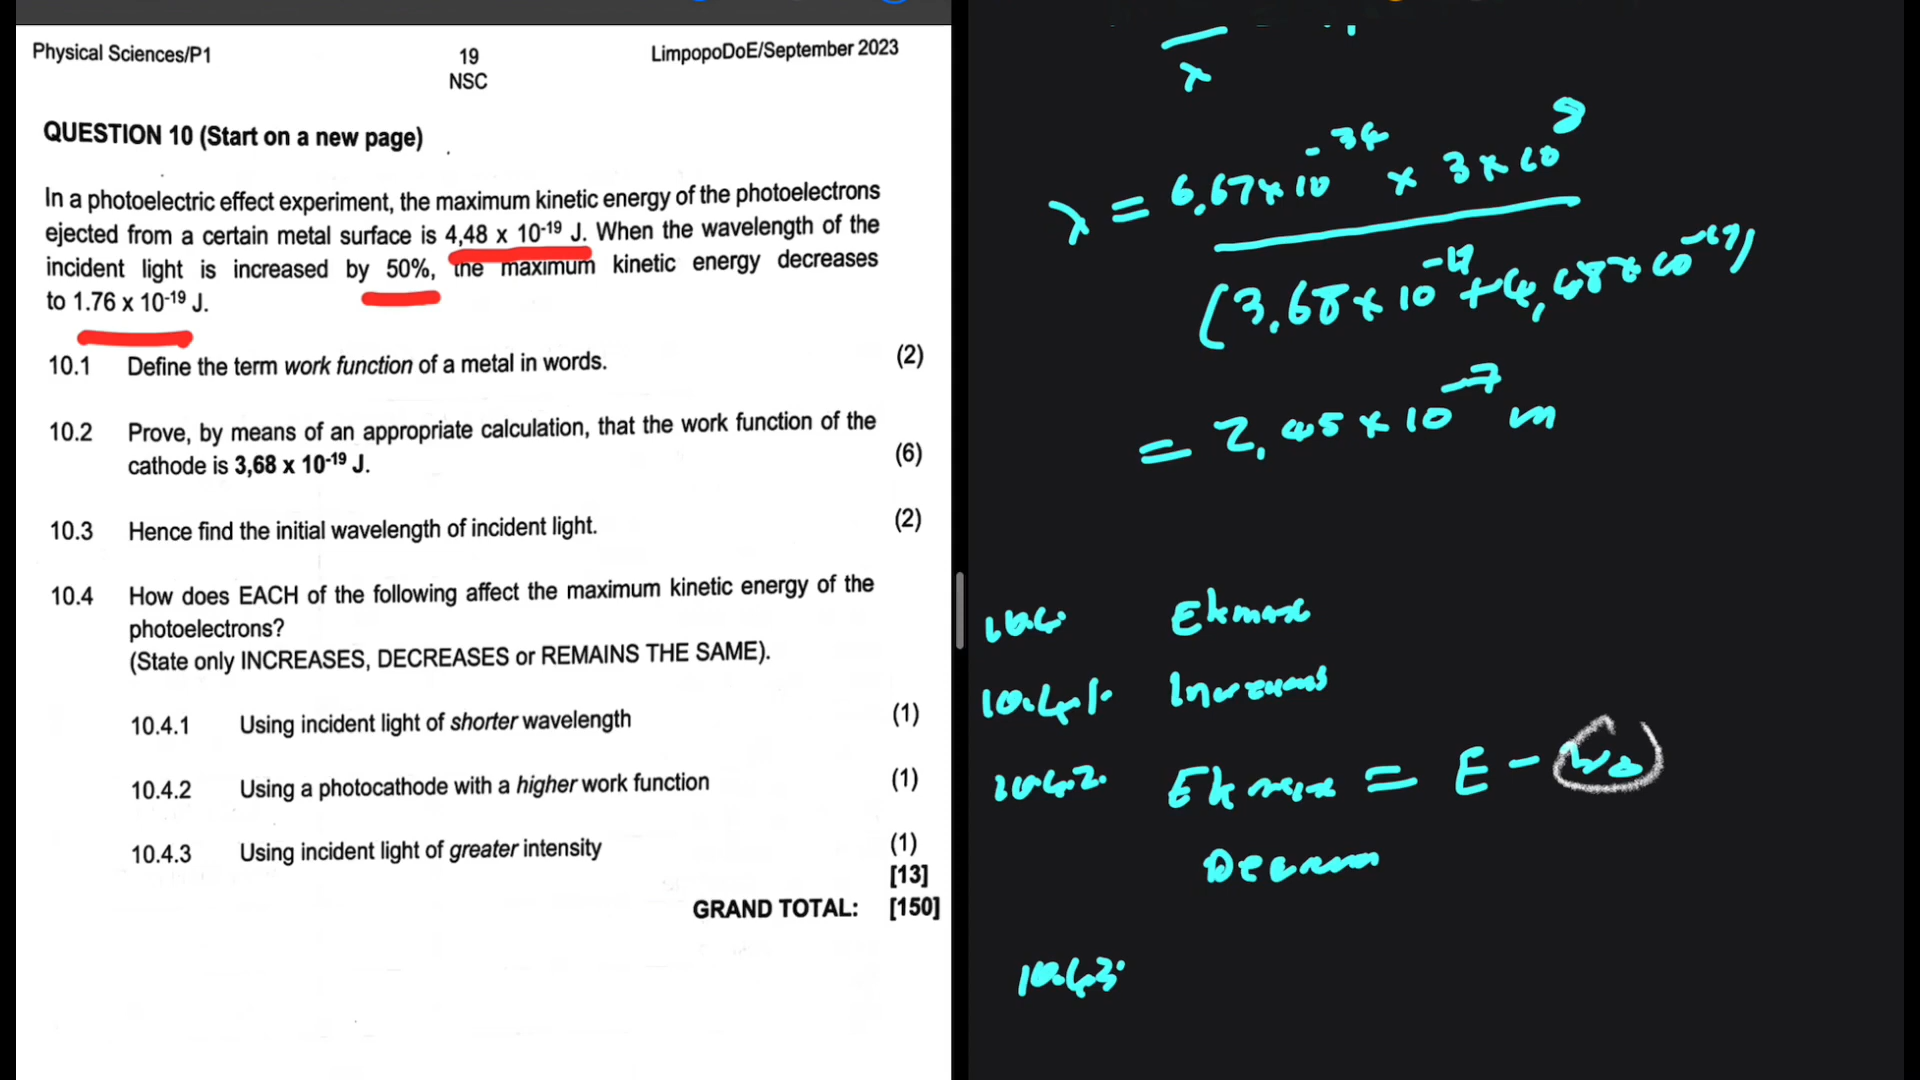 Physical Sciences/P1
19
NSC
LimpopoDoE/September 2023
QUESTION 10 (Start on a new page)
In a photoelectric effect experiment, the maximum kinetic energy of the photoelectrons
ejected from a certain metal surface is 4,48 x 10⁻¹⁹ J. When the wavelength of the
incident light is increased by 50%, the maximum kinetic energy decreases
to 1.76 x 10⁻¹⁹ J.
10.1 Define the term work function of a metal in words. (2)
10.2 Prove, by means of an appropriate calculation, that the work function of the
cathode is 3,68 x 10⁻¹⁹ J. (6)
10.3 Hence find the initial wavelength of incident light. (2)
10.4 How does EACH of the following affect the maximum kinetic energy of the
photoelectrons?
(State only INCREASES, DECREASES or REMAINS THE SAME).
10.4.1 Using incident light of shorter wavelength (1)
10.4.2 Using a photocathode with a higher work function (1)
10.4.3 Using incident light of greater intensity (1)
[13]
GRAND TOTAL: [150]
λ
λ = 6,67×10⁻³⁴ × 3×10⁸
(3,68×10⁻¹⁹+4,48×10⁻¹⁹)
= 2,45×10⁻⁷ m
10.4. Ekmax
10.4.1. Increases
10.4.2. Ekmax = E - W₀
10.4.3.